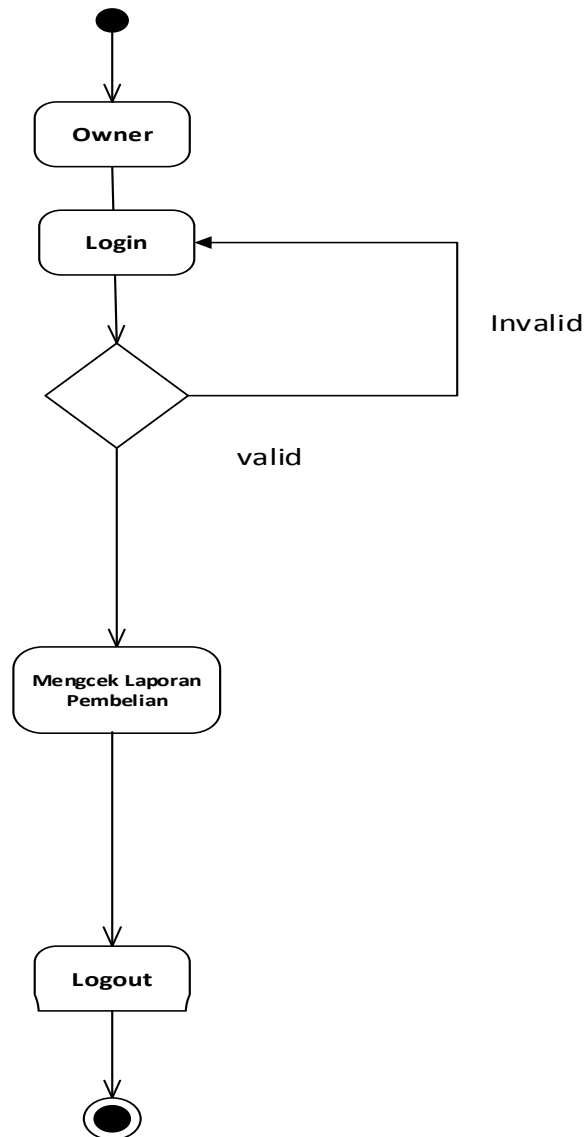 Owner
Login
Invalid
valid
Mengcek Laporan
Pembelian
Logout